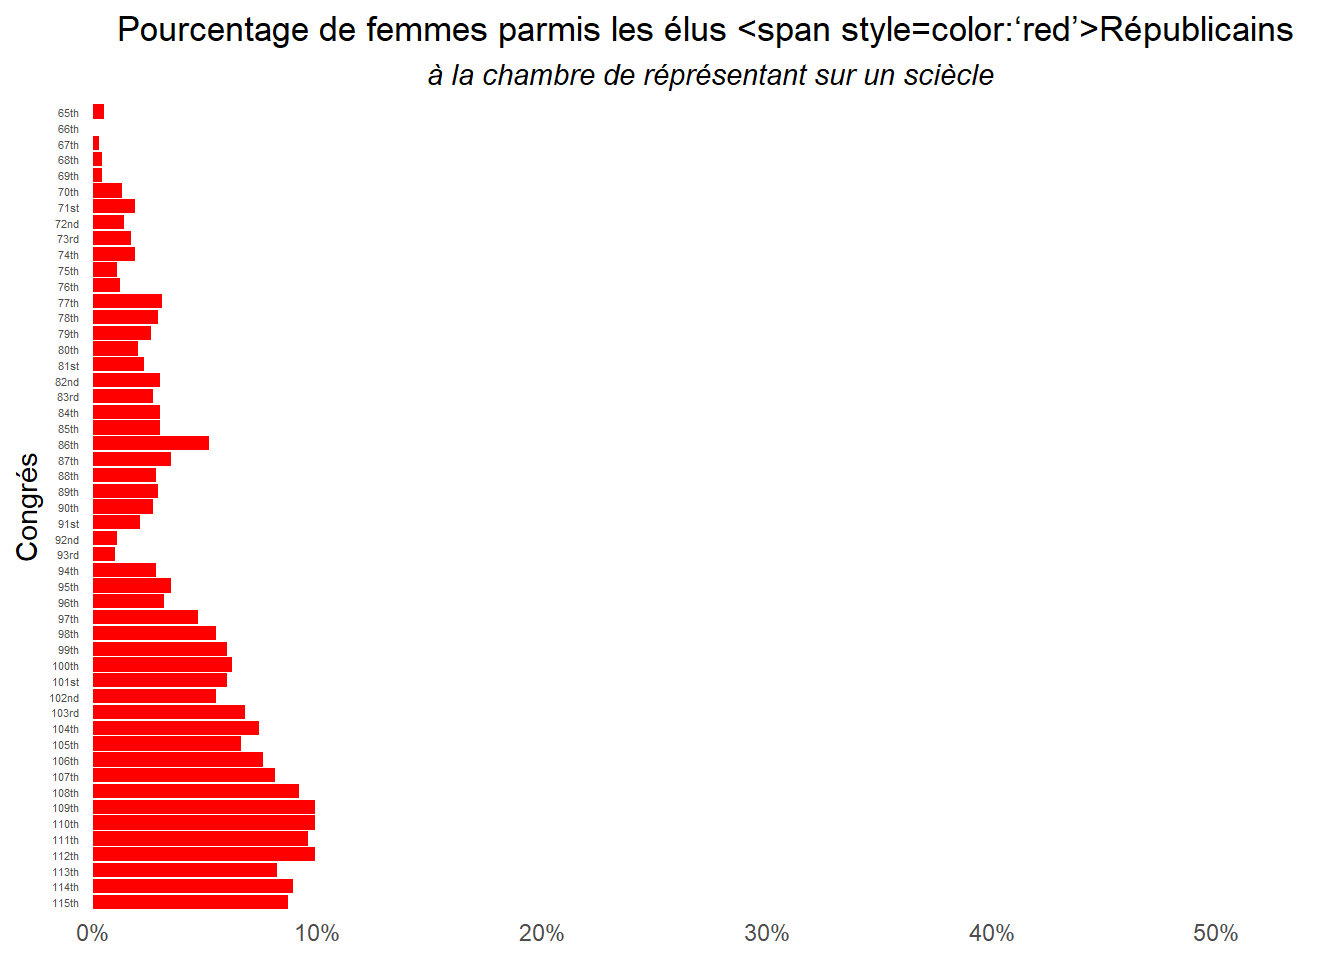 Pourcentage de femmes parmis les élus <span style=color:‘red’>Républicains
à la chambre de réprésentant sur un sciècle
Congrés
65th
66th
67th
68th
69th
70th
71st
72nd
73rd
74th
75th
76th
77th
78th
79th
80th
81st
82nd
83rd
84th
85th
86th
87th
88th
89th
90th
91st
92nd
93rd
94th
95th
96th
97th
98th
99th
100th
101st
102nd
103rd
104th
105th
106th
107th
108th
109th
110th
111th
112th
113th
114th
115th
0% 10% 20% 30% 40% 50%